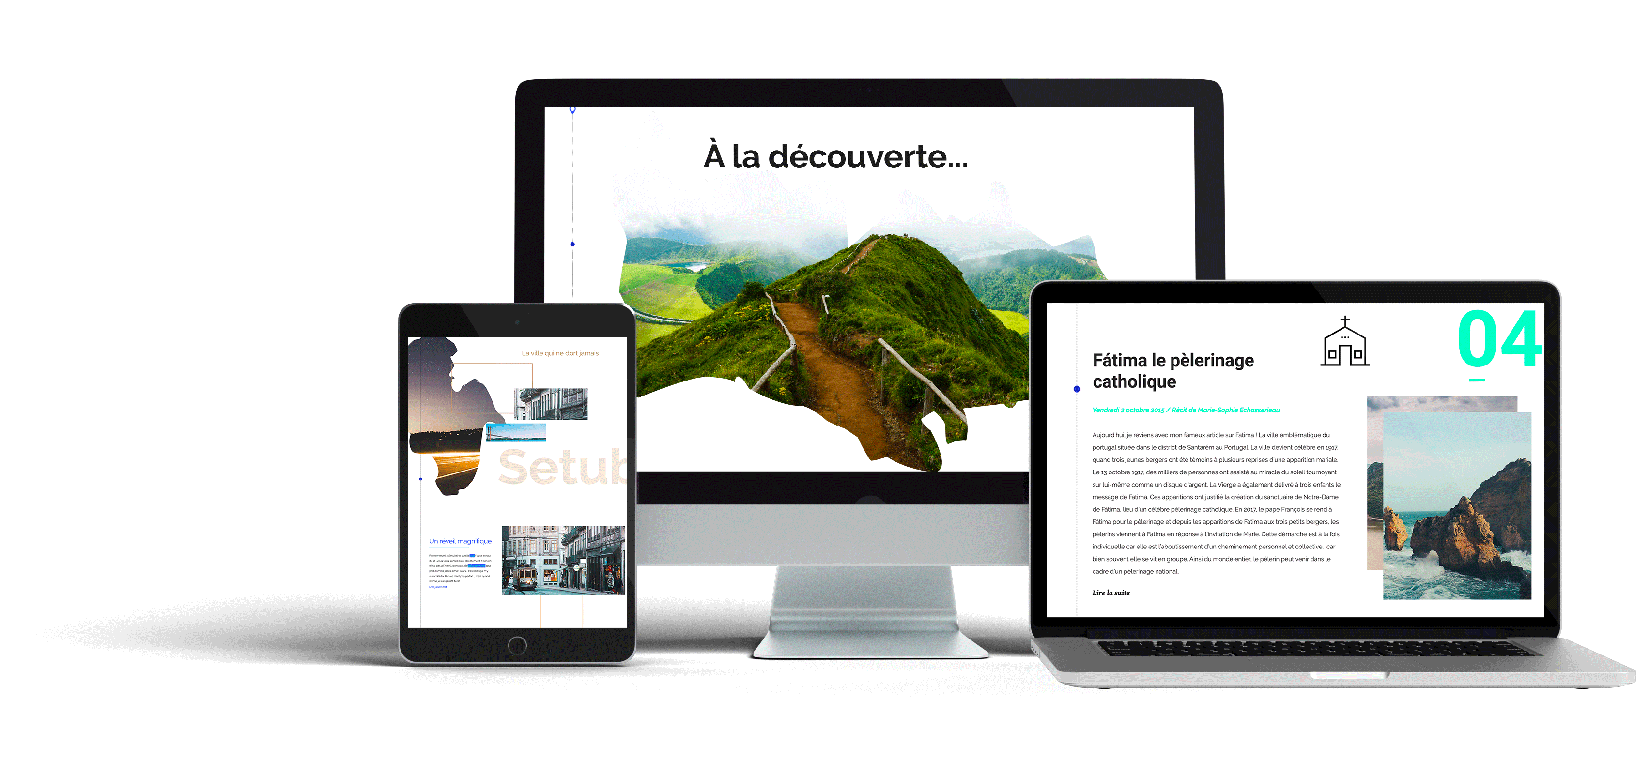 À la découverte...
La ville qui ne dort jamais
Setub
Un réveil magnifique
04
Fátima le pèlerinage
catholique
Vendredi 2 octobre 2015 / Récit de Marie-Sophie Echassarieau
Aujourd'hui je reviens avec mon fameux article sur Fatima ! La ville emblématique du
portugal située dans le district de Santarém au Portugal. La ville devient célèbre en 1917,
quand trois jeunes bergers ont été témoins à plusieurs reprises d'une apparition mariale.
Le 13 octobre 1917, des milliers de personnes ont assisté au miracle du soleil tournoyant
sur lui-même comme un disque d'argent. La Vierge a également délivré à trois enfants le
message de Fatima. Ces apparitions ont justifié la création du sanctuaire de Notre-Dame
de Fátima, lieu d'un célèbre pèlerinage catholique. En 2017, le pape François se rend à
Fátima pour le pèlerinage et depuis les apparitions de Fatima aux trois petits bergers, les
pèlerins viennent à Fatima en réponse à l'invitation de Marie. Cette démarche est à la fois
individuelle car elle est l'aboutissement d'un cheminement personnel et collective, car
bien souvent elle se vit en groupe. Ainsi du monde entier, le pèlerin peut venir dans le
cadre d'un pèlerinage national.
Lire la suite